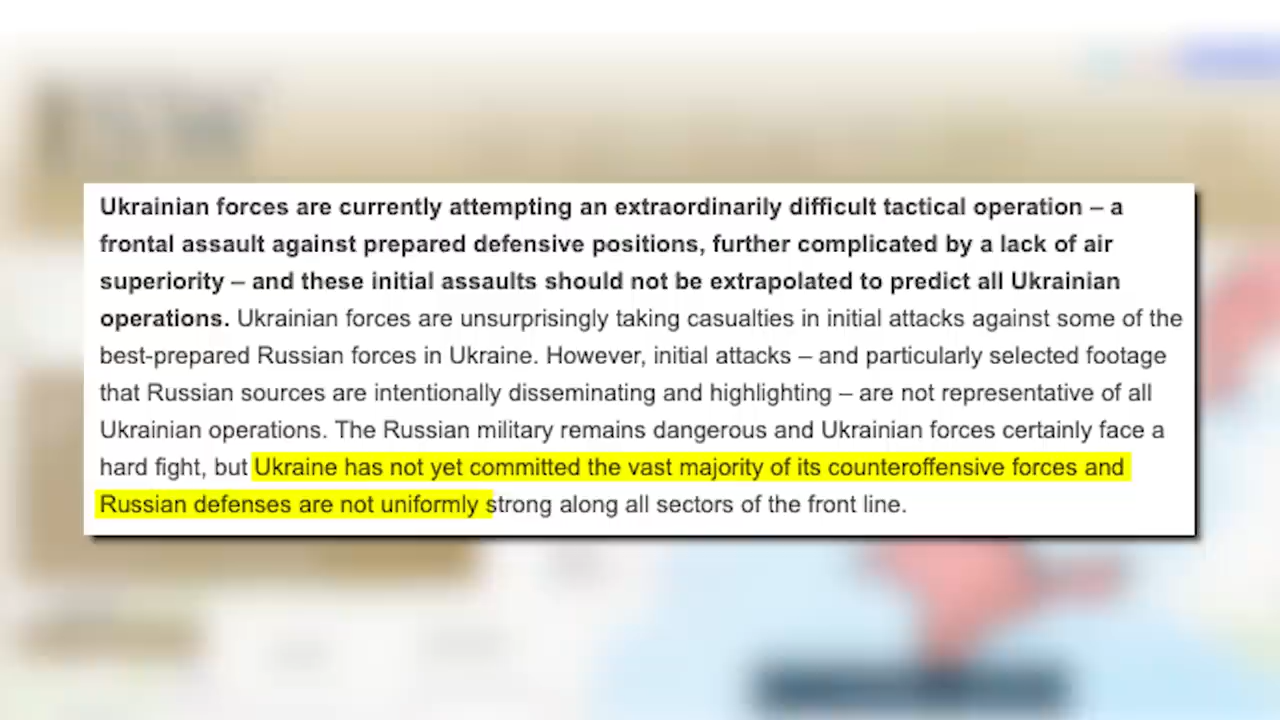 Ukrainian forces are currently attempting an extraordinarily difficult tactical operation – a
frontal assault against prepared defensive positions, further complicated by a lack of air
superiority – and these initial assaults should not be extrapolated to predict all Ukrainian
operations. Ukrainian forces are unsurprisingly taking casualties in initial attacks against some of the
best-prepared Russian forces in Ukraine. However, initial attacks – and particularly selected footage
that Russian sources are intentionally disseminating and highlighting – are not representative of all
Ukrainian operations. The Russian military remains dangerous and Ukrainian forces certainly face a
hard fight, but Ukraine has not yet committed the vast majority of its counteroffensive forces and
Russian defenses are not uniformly strong along all sectors of the front line.